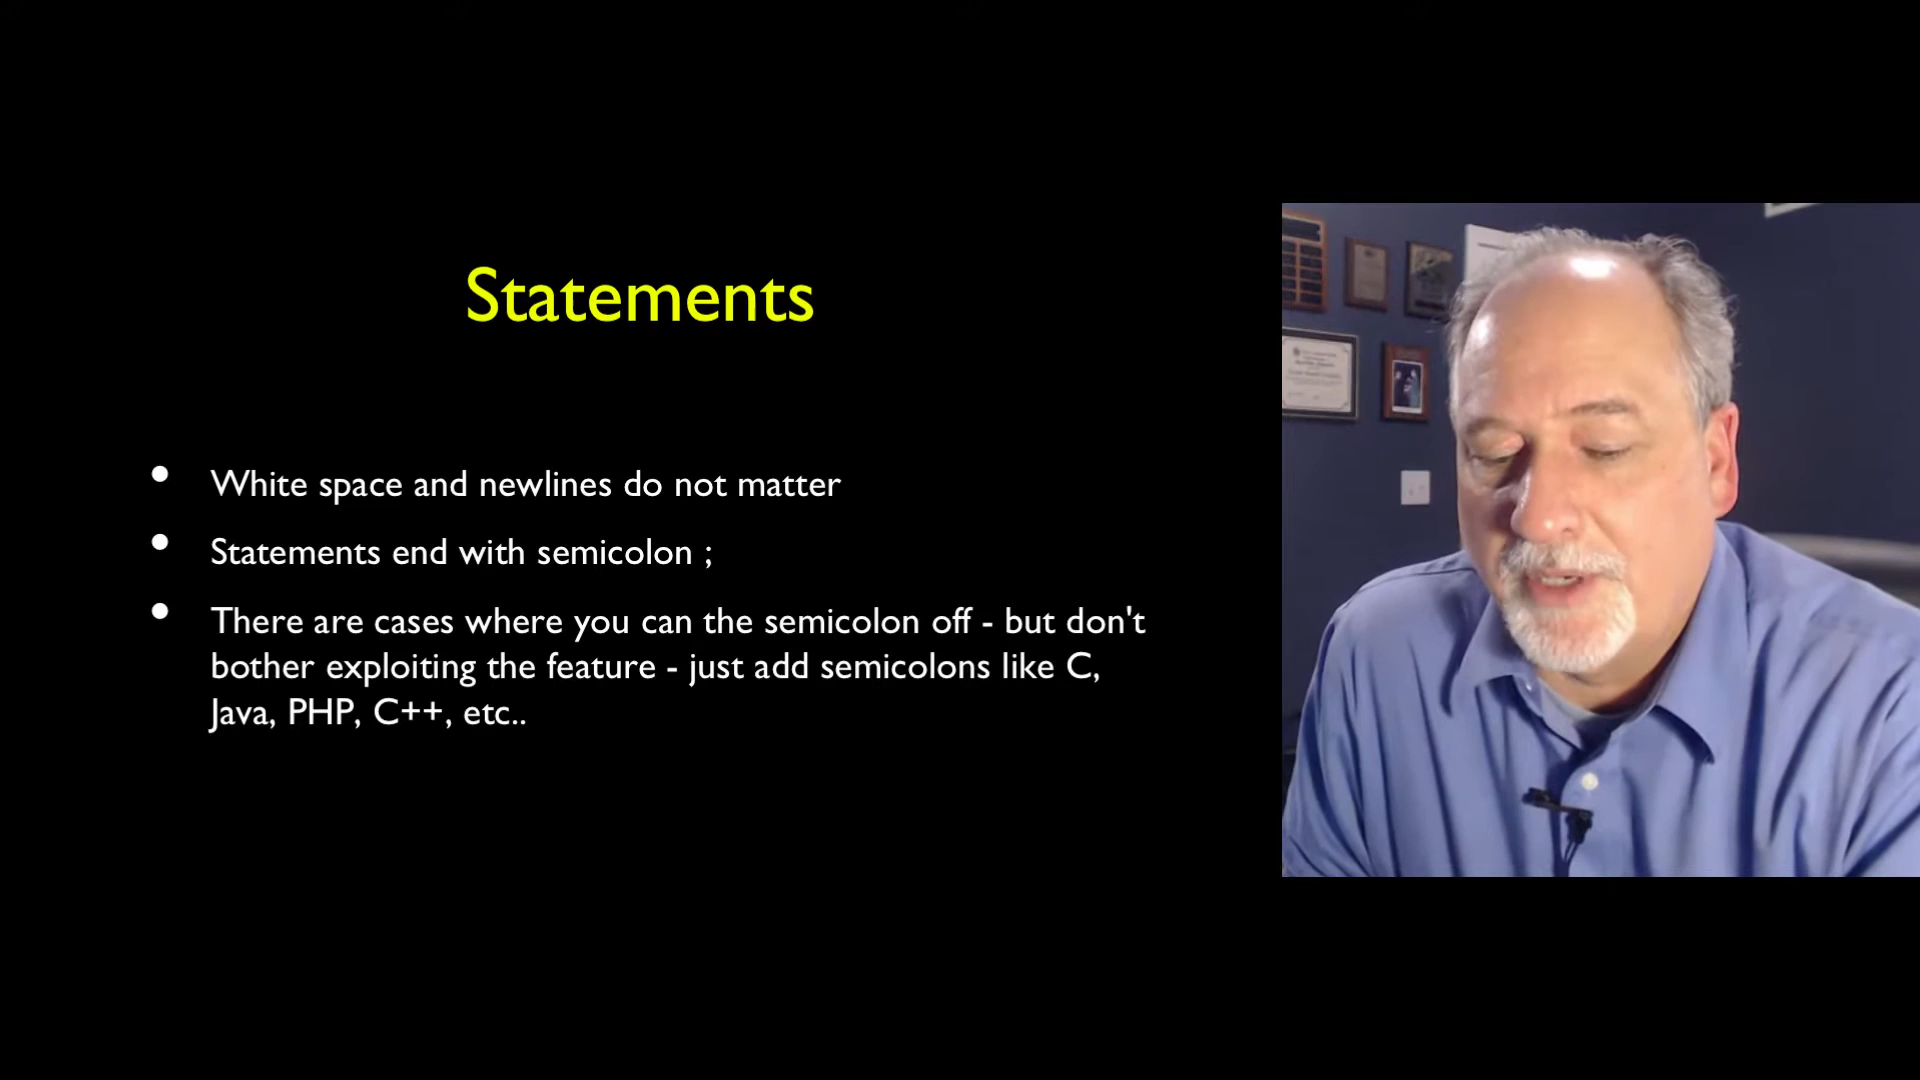 Statements
• White space and newlines do not matter
• Statements end with semicolon ;
• There are cases where you can the semicolon off - but don't
bother exploiting the feature - just add semicolons like C,
Java, PHP, C++, etc..